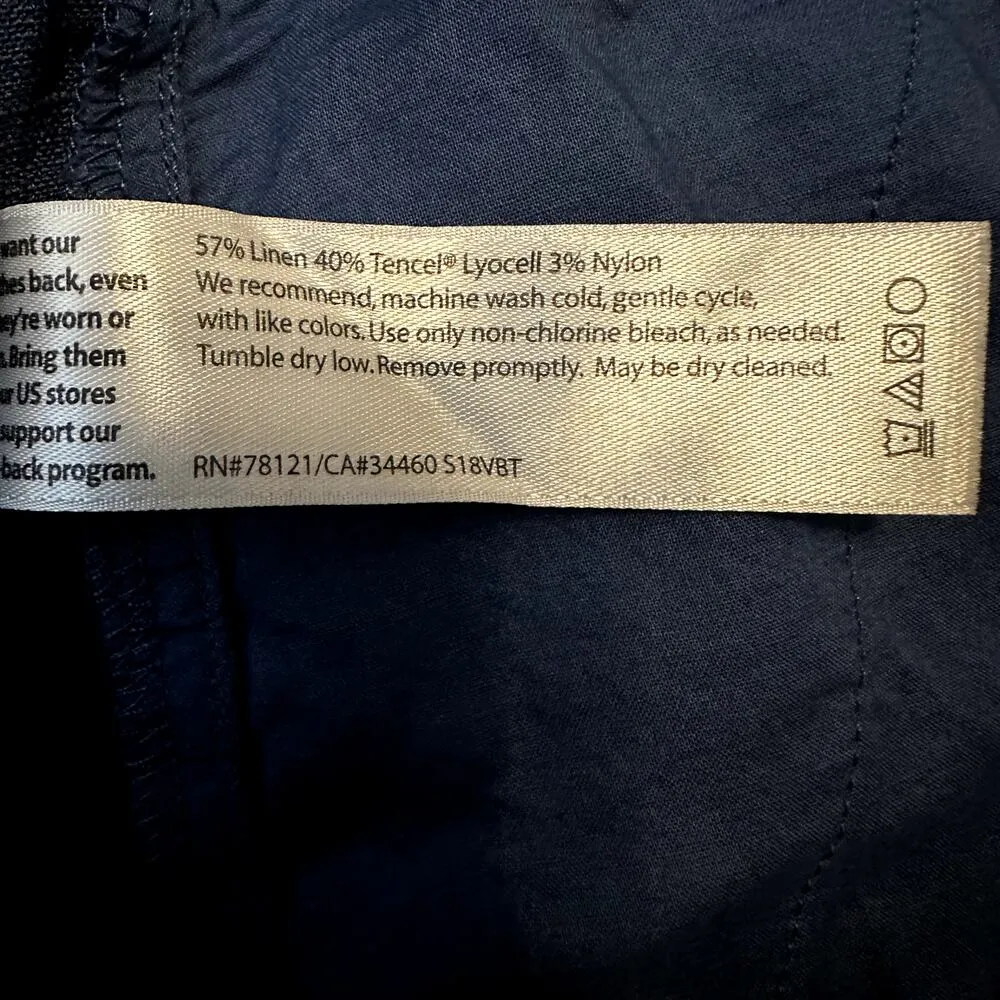 want our
back, even
they're worn or
Bring them
US stores
support our
back program.
57% Linen 40% Tencel® Lyocell 3% Nylon
We recommend, machine wash cold, gentle cycle,
with like colors. Use only non-chlorine bleach, as needed.
Tumble dry low. Remove promptly. May be dry cleaned.
RN#78121/CA#34460 S18VBT